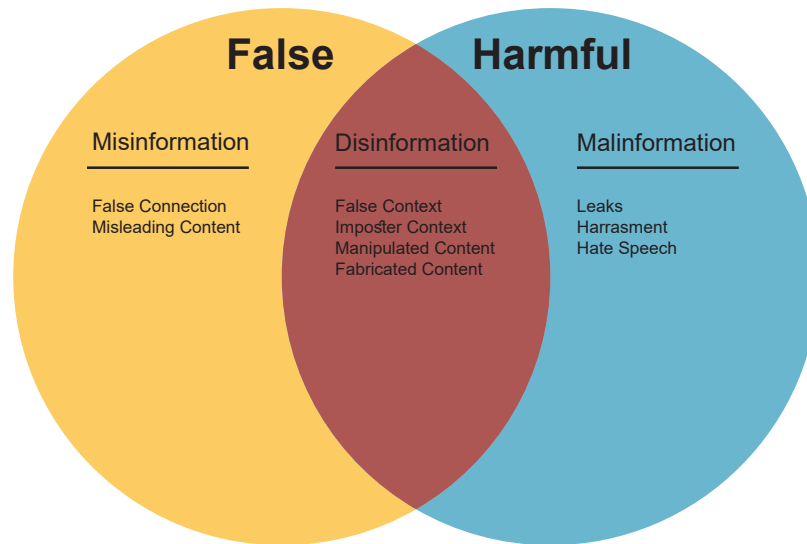 False
Harmful
Misinformation
False Connection
Misleading Content
Disinformation
False Context
Imposter Context
Manipulated Content
Fabricated Content
Malinformation
Leaks
Harrasment
Hate Speech